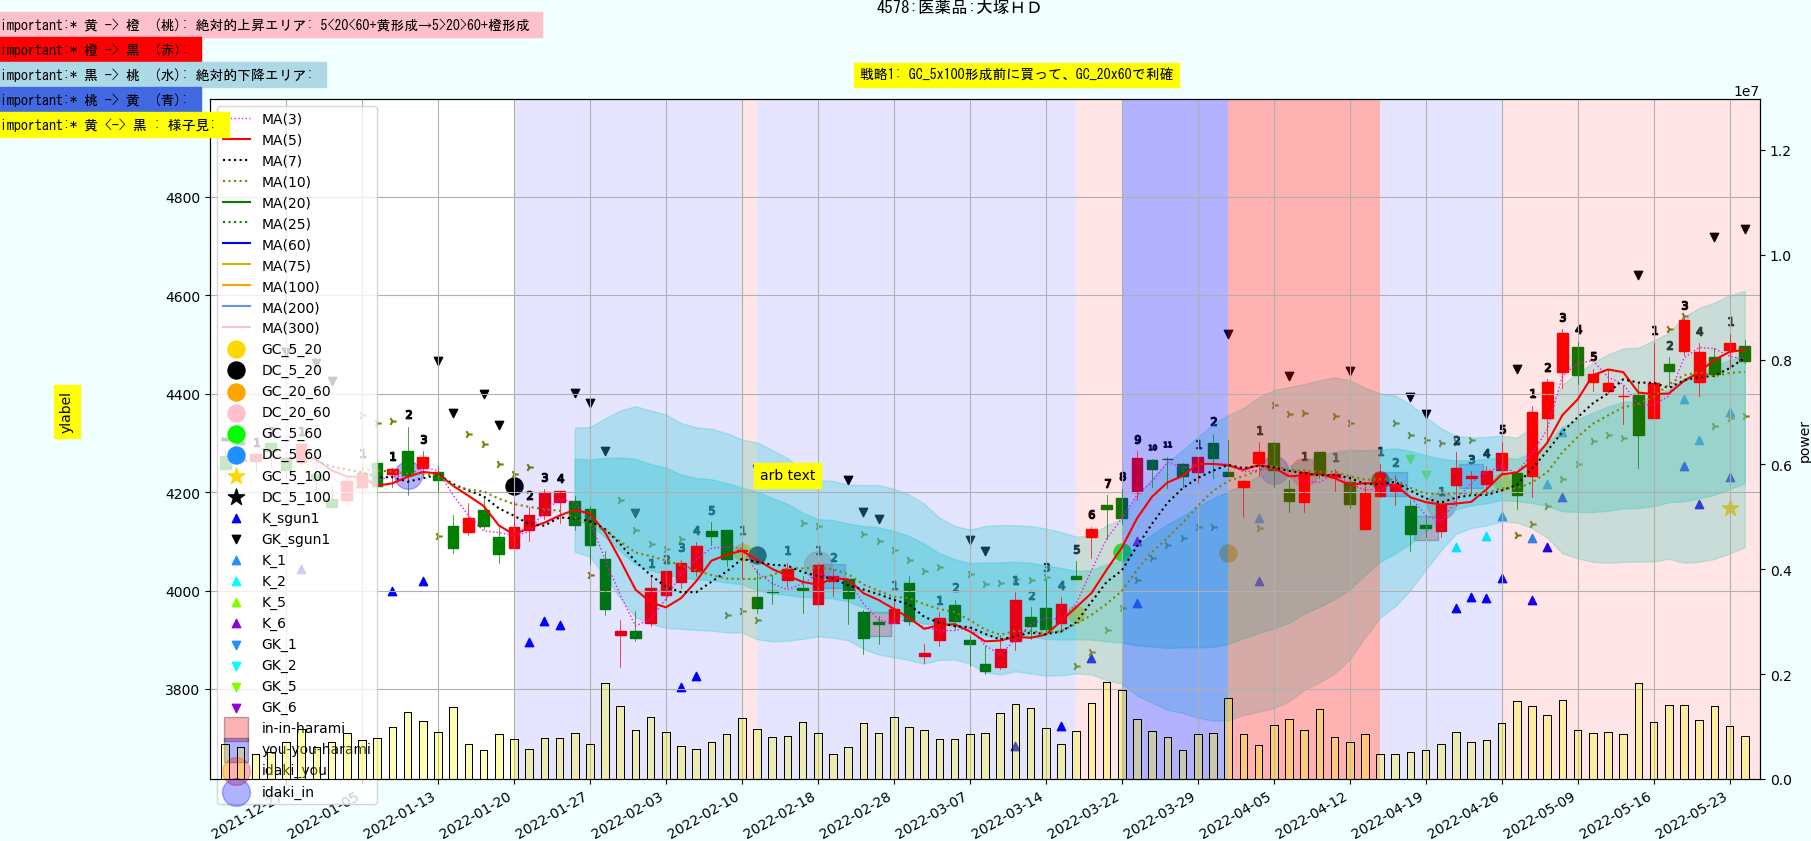 4578:医薬品:大塚HD
important:* 黄 -> 橙 (桃): 絶対的上昇エリア: 5<20<60+黄形成→5>20>60+橙形成
important:* 橙 -> 黒 (赤):
important:* 黒 -> 桃 (水): 絶対的下降エリア:
important:* 桃 -> 黄 (青):
important:* 黄 <-> 黒 : 様子見:
戦略1: GC_5x100形成前に買って、GC_20x60で利確
1e7
MA(3)
MA(5)
MA(7)
MA(10)
MA(20)
MA(25)
MA(60)
MA(75)
MA(100)
MA(200)
MA(300)
GC_5_20
DC_5_20
GC_20_60
DC_20_60
GC_5_60
DC_5_60
GC_5_100
DC_5_100
K_sgun1
GK_sgun1
K_1
K_2
K_5
K_6
GK_1
GK_2
GK_5
GK_6
in-in-harami
you-you-harami
idaki_you
idaki_in
4800
4600
4400
4200
4000
3800
ylabel
arb text
1.2
1.0
0.8
0.6
0.4
0.2
0.0
power
2022-01-05
2022-01-13
2022-01-20
2022-01-27
2022-02-03
2022-02-10
2022-02-18
2022-02-28
2022-03-07
2022-03-14
2022-03-22
2022-03-29
2022-04-05
2022-04-12
2022-04-19
2022-04-26
2022-05-09
2022-05-16
2022-05-23